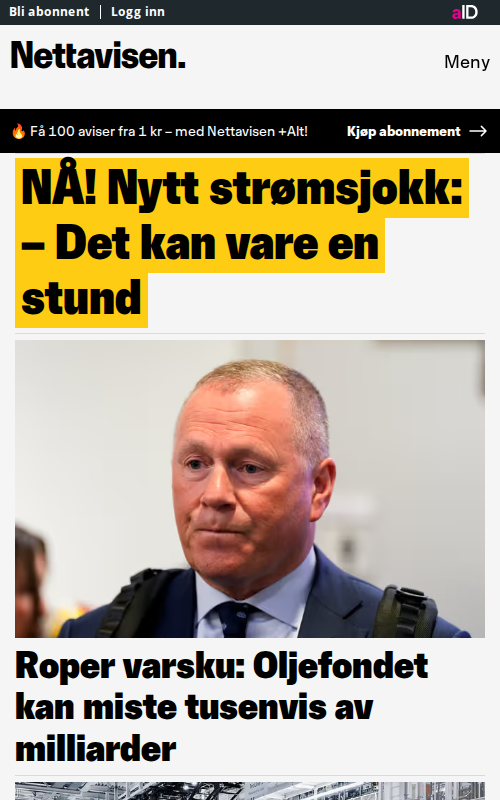 Bli abonnent | Logg inn
aID
Nettavisen.
Meny
🔥 Få 100 aviser fra 1 kr – med Nettavisen +Alt!
Kjøp abonnement →
NÅ! Nytt strømsjokk:
– Det kan vare en
stund
Roper varsku: Oljefondet
kan miste tusenvis av
milliarder